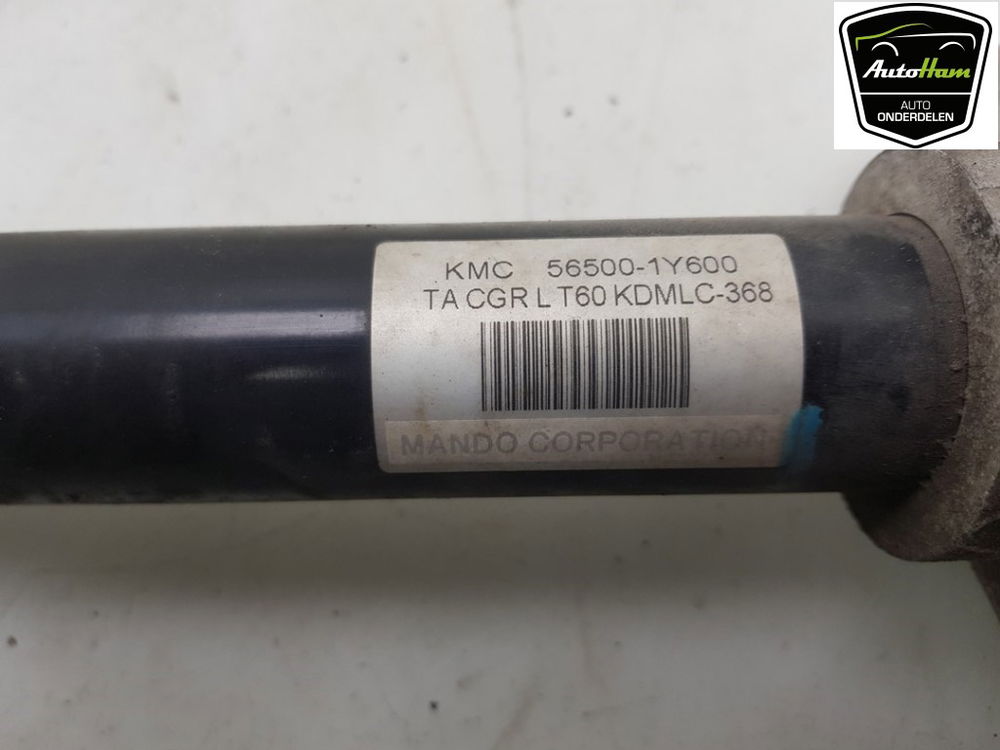 AutoHam
AUTO
ONDERDELEN
KMC 56500-1Y600
TA CGR L T60 KDMLC-368
MANDO CORPORATION